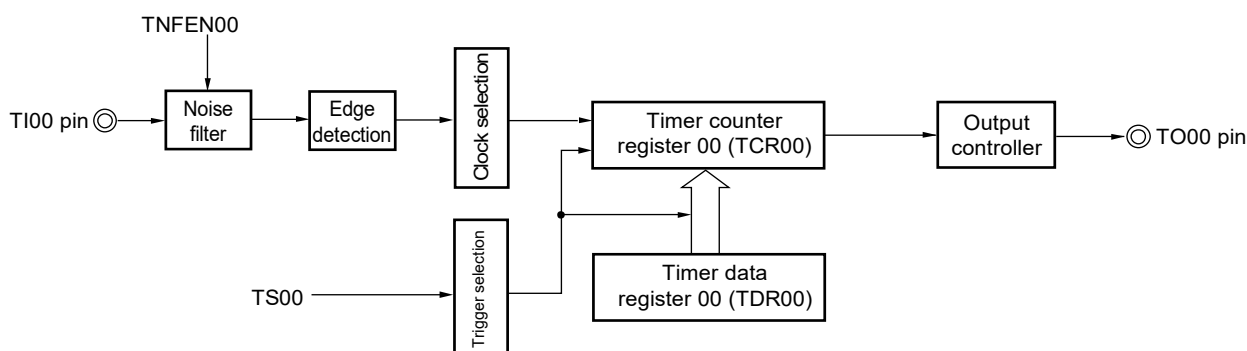 TNFEN00
TI00 pin
Noise
filter
Edge
detection
Clock selection
Timer counter
register 00 (TCR00)
Output
controller
TO00 pin
TS00
Trigger selection
Timer data
register 00 (TDR00)